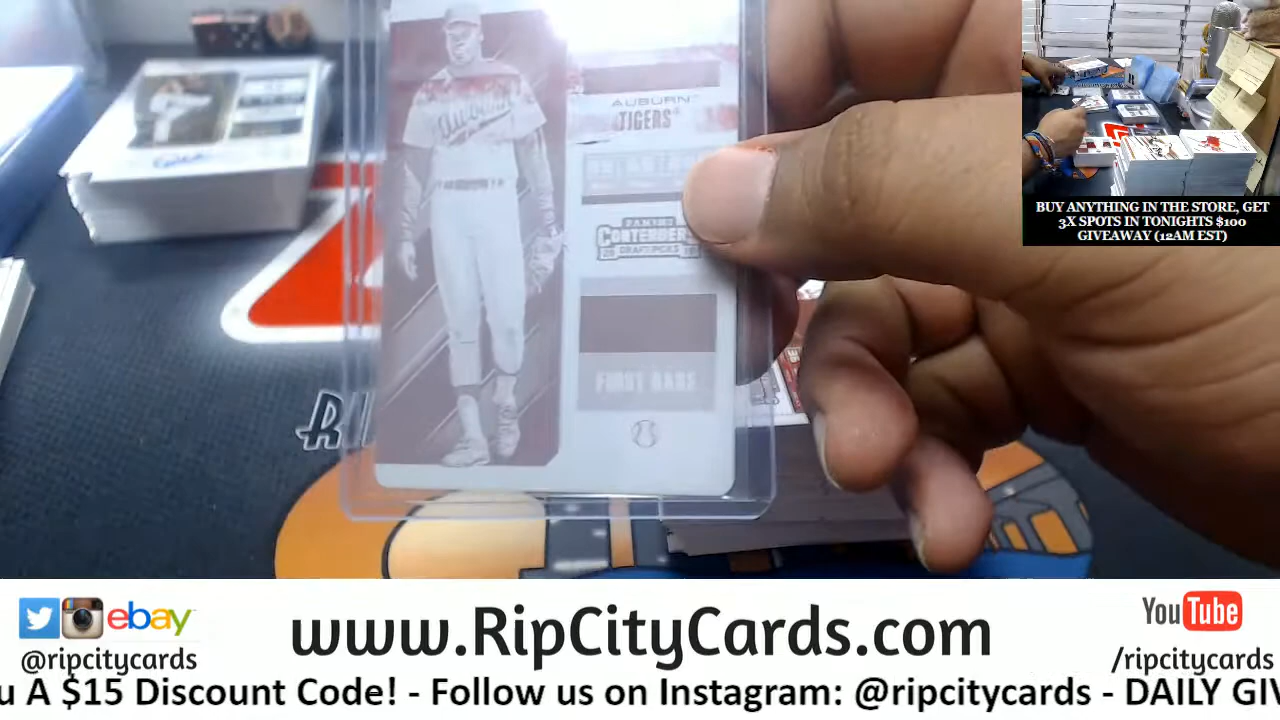 Auburn
AUBURN
TIGERS
PANINI
CONTENDERS
DRAFT PICKS
FIRST BASE
BUY ANYTHING IN THE STORE, GET
3X SPOTS IN TONIGHTS $100
GIVEAWAY (12AM EST)
ebay
@ripcitycards
www.RipCityCards.com
YouTube
/ripcitycards
u A $15 Discount Code! - Follow us on Instagram: @ripcitycards - DAILY GIV